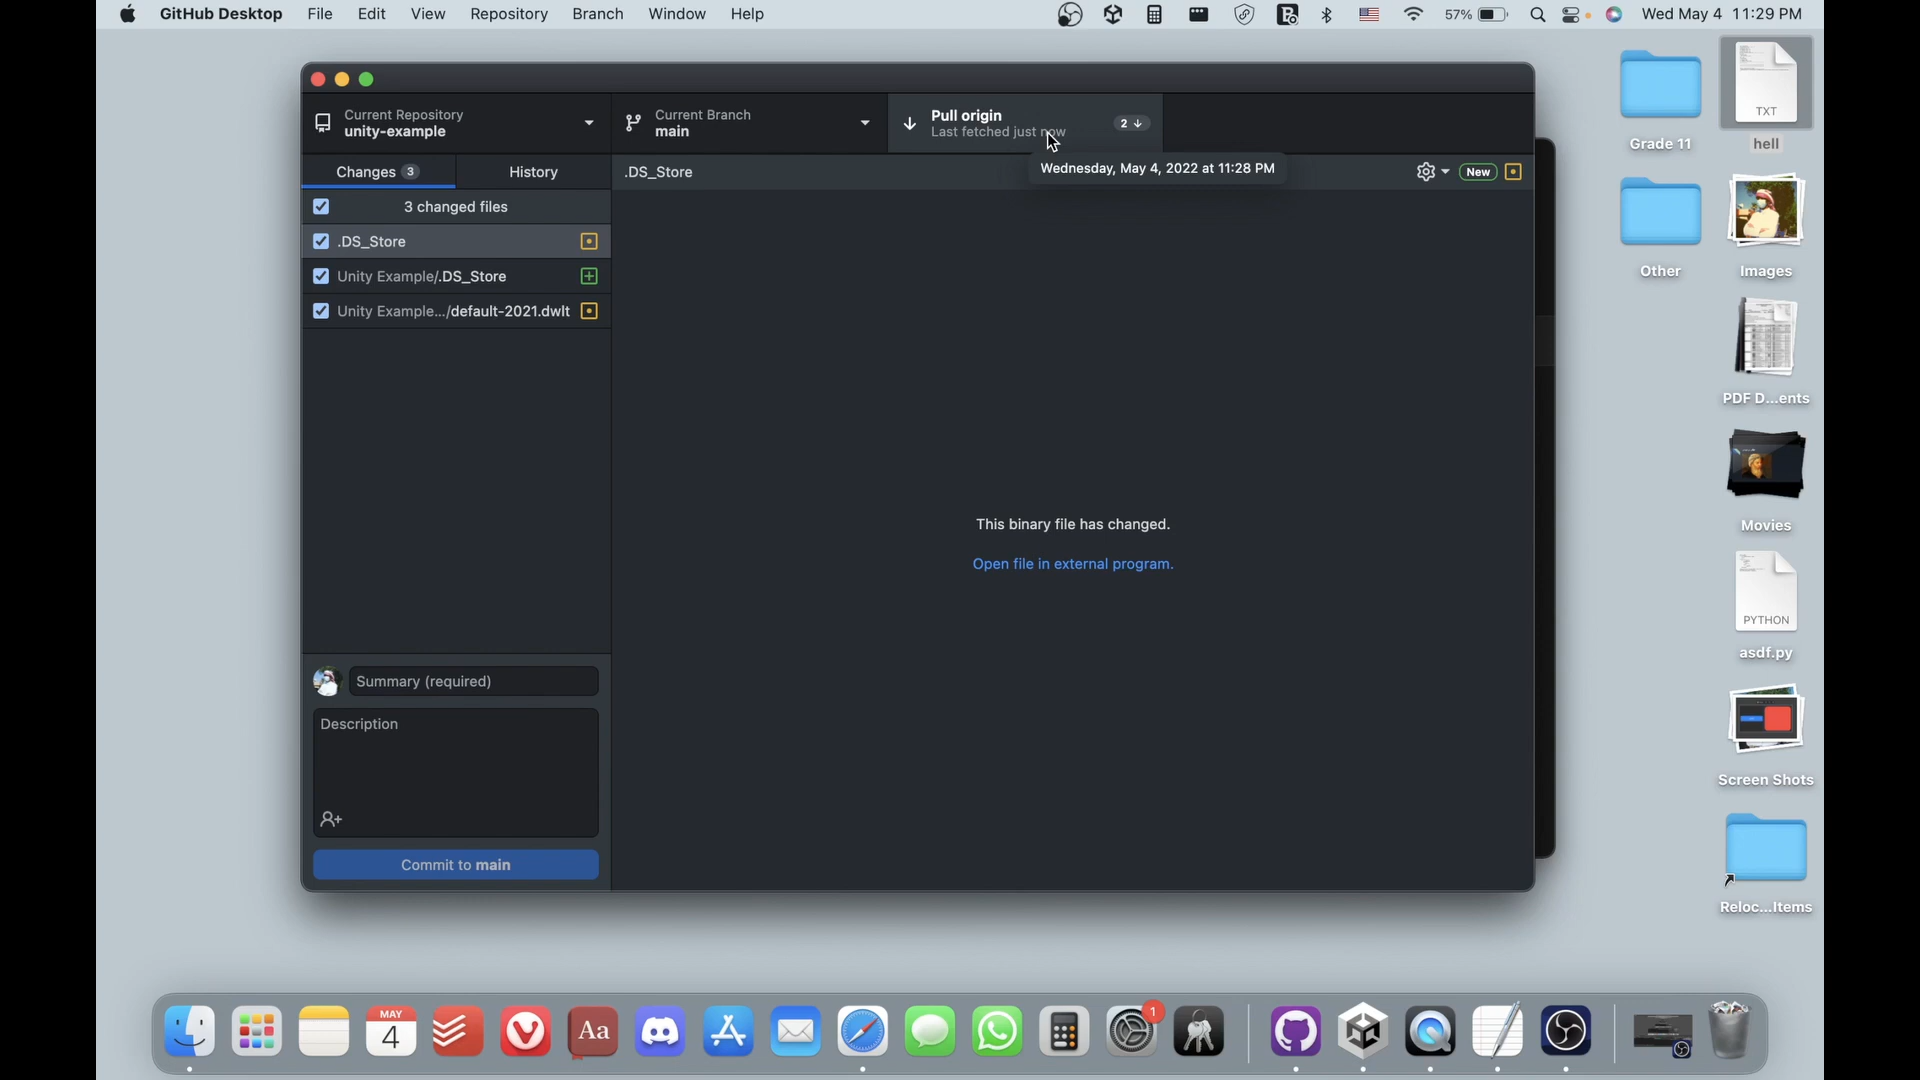 GitHub Desktop File Edit View Repository Branch Window Help 57% Wed May 4 11:29 PM
Current Repository
unity-example
Current Branch
main
Pull origin
Last fetched just now
2
Wednesday, May 4, 2022 at 11:28 PM
Changes 3
History
.DS_Store
New
3 changed files
.DS_Store
Unity Example/.DS_Store
Unity Example.../default-2021.dwlt
This binary file has changed.
Open file in external program.
Summary (required)
Description
Commit to main
Grade 11
TXT
hell
Other
Images
PDF D...ents
Movies
PYTHON
asdf.py
Screen Shots
Reloc...Items
MAY
4
Aa
1